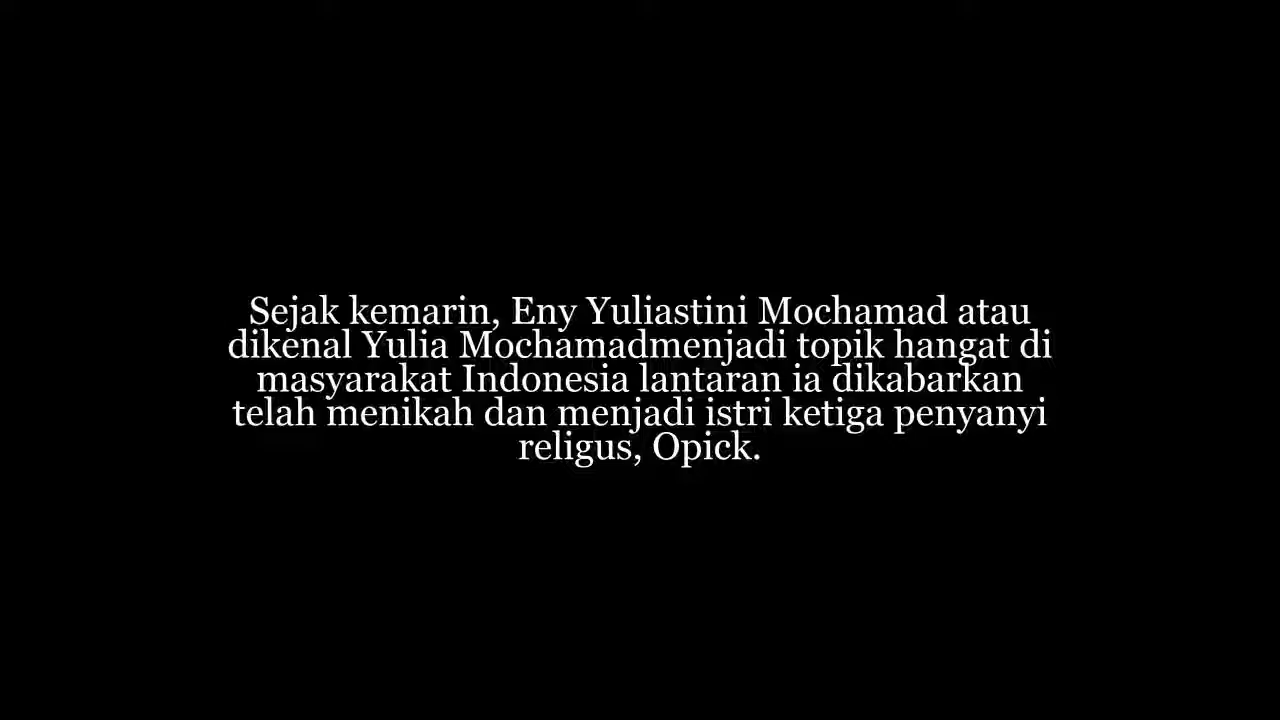 Sejak kemarin, Eny Yuliastini Mochamad atau
dikenal Yulia Mochamadmenjadi topik hangat di
masyarakat Indonesia lantaran ia dikabarkan
telah menikah dan menjadi istri ketiga penyanyi
religus, Opick.